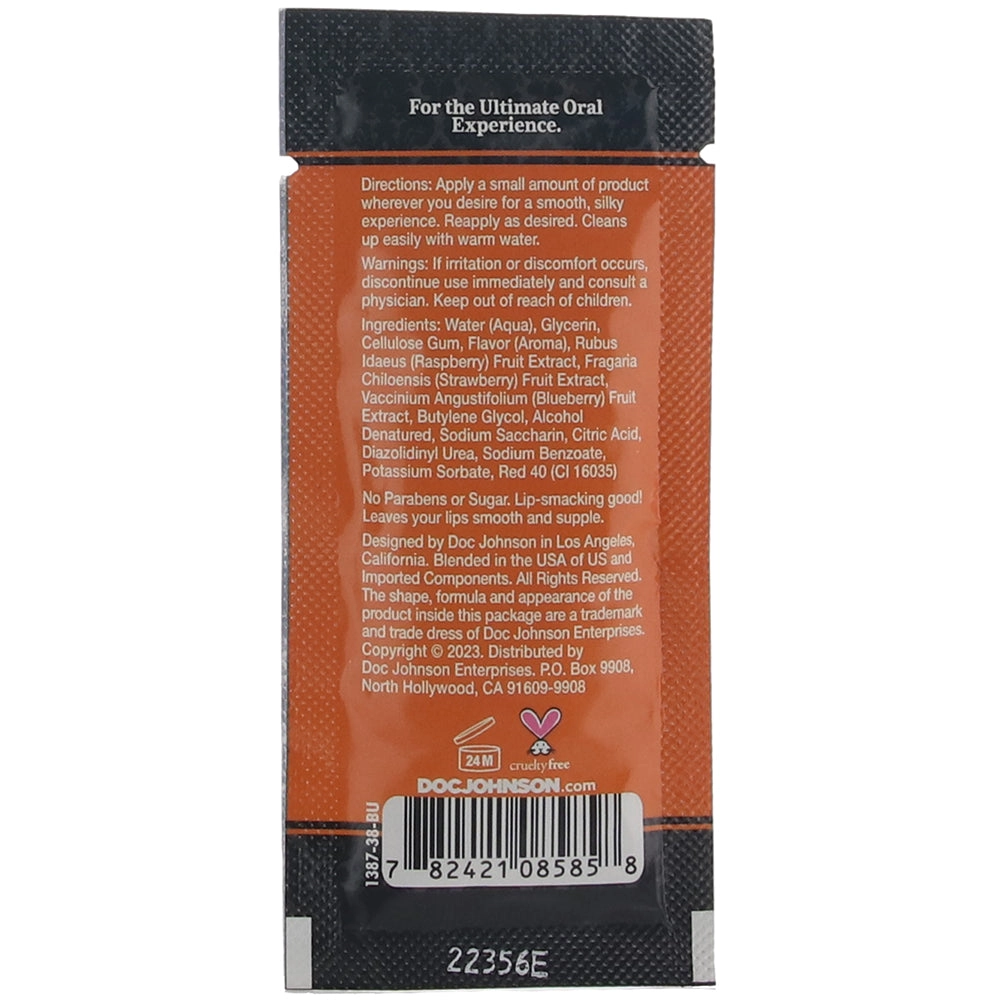 For the Ultimate Oral
Experience.
Directions: Apply a small amount of product
wherever you desire for a smooth, silky
experience. Reapply as desired. Cleans
up easily with warm water.
Warnings: If irritation or discomfort occurs,
discontinue use immediately and consult a
physician. Keep out of reach of children.
Ingredients: Water (Aqua), Glycerin,
Cellulose Gum, Flavor (Aroma), Rubus
Idaeus (Raspberry) Fruit Extract, Fragaria
Chiloensis (Strawberry) Fruit Extract,
Vaccinium Angustifolium (Blueberry) Fruit
Extract, Butylene Glycol, Alcohol
Denatured, Sodium Saccharin, Citric Acid,
Diazolidinyl Urea, Sodium Benzoate,
Potassium Sorbate, Red 40 (CI 16035)
No Parabens or Sugar. Lip-smacking good!
Leaves your lips smooth and supple.
Designed by Doc Johnson in Los Angeles,
California. Blended in the USA of US and
Imported Components. All Rights Reserved.
The shape, formula and appearance of the
product inside this package are a trademark
and trade dress of Doc Johnson Enterprises.
Copyright © 2023. Distributed by
Doc Johnson Enterprises. P.O. Box 9908,
North Hollywood, CA 91609-9908
24M
crueltyfree
DOCJOHNSON.com
1387-38-BU
7 82421 08585 8
22356E